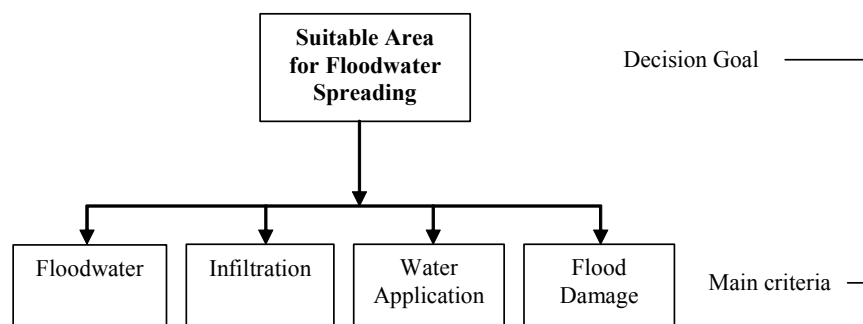 Suitable Area
for Floodwater
Spreading
Decision Goal
Floodwater
Infiltration
Water
Application
Flood
Damage
Main criteria